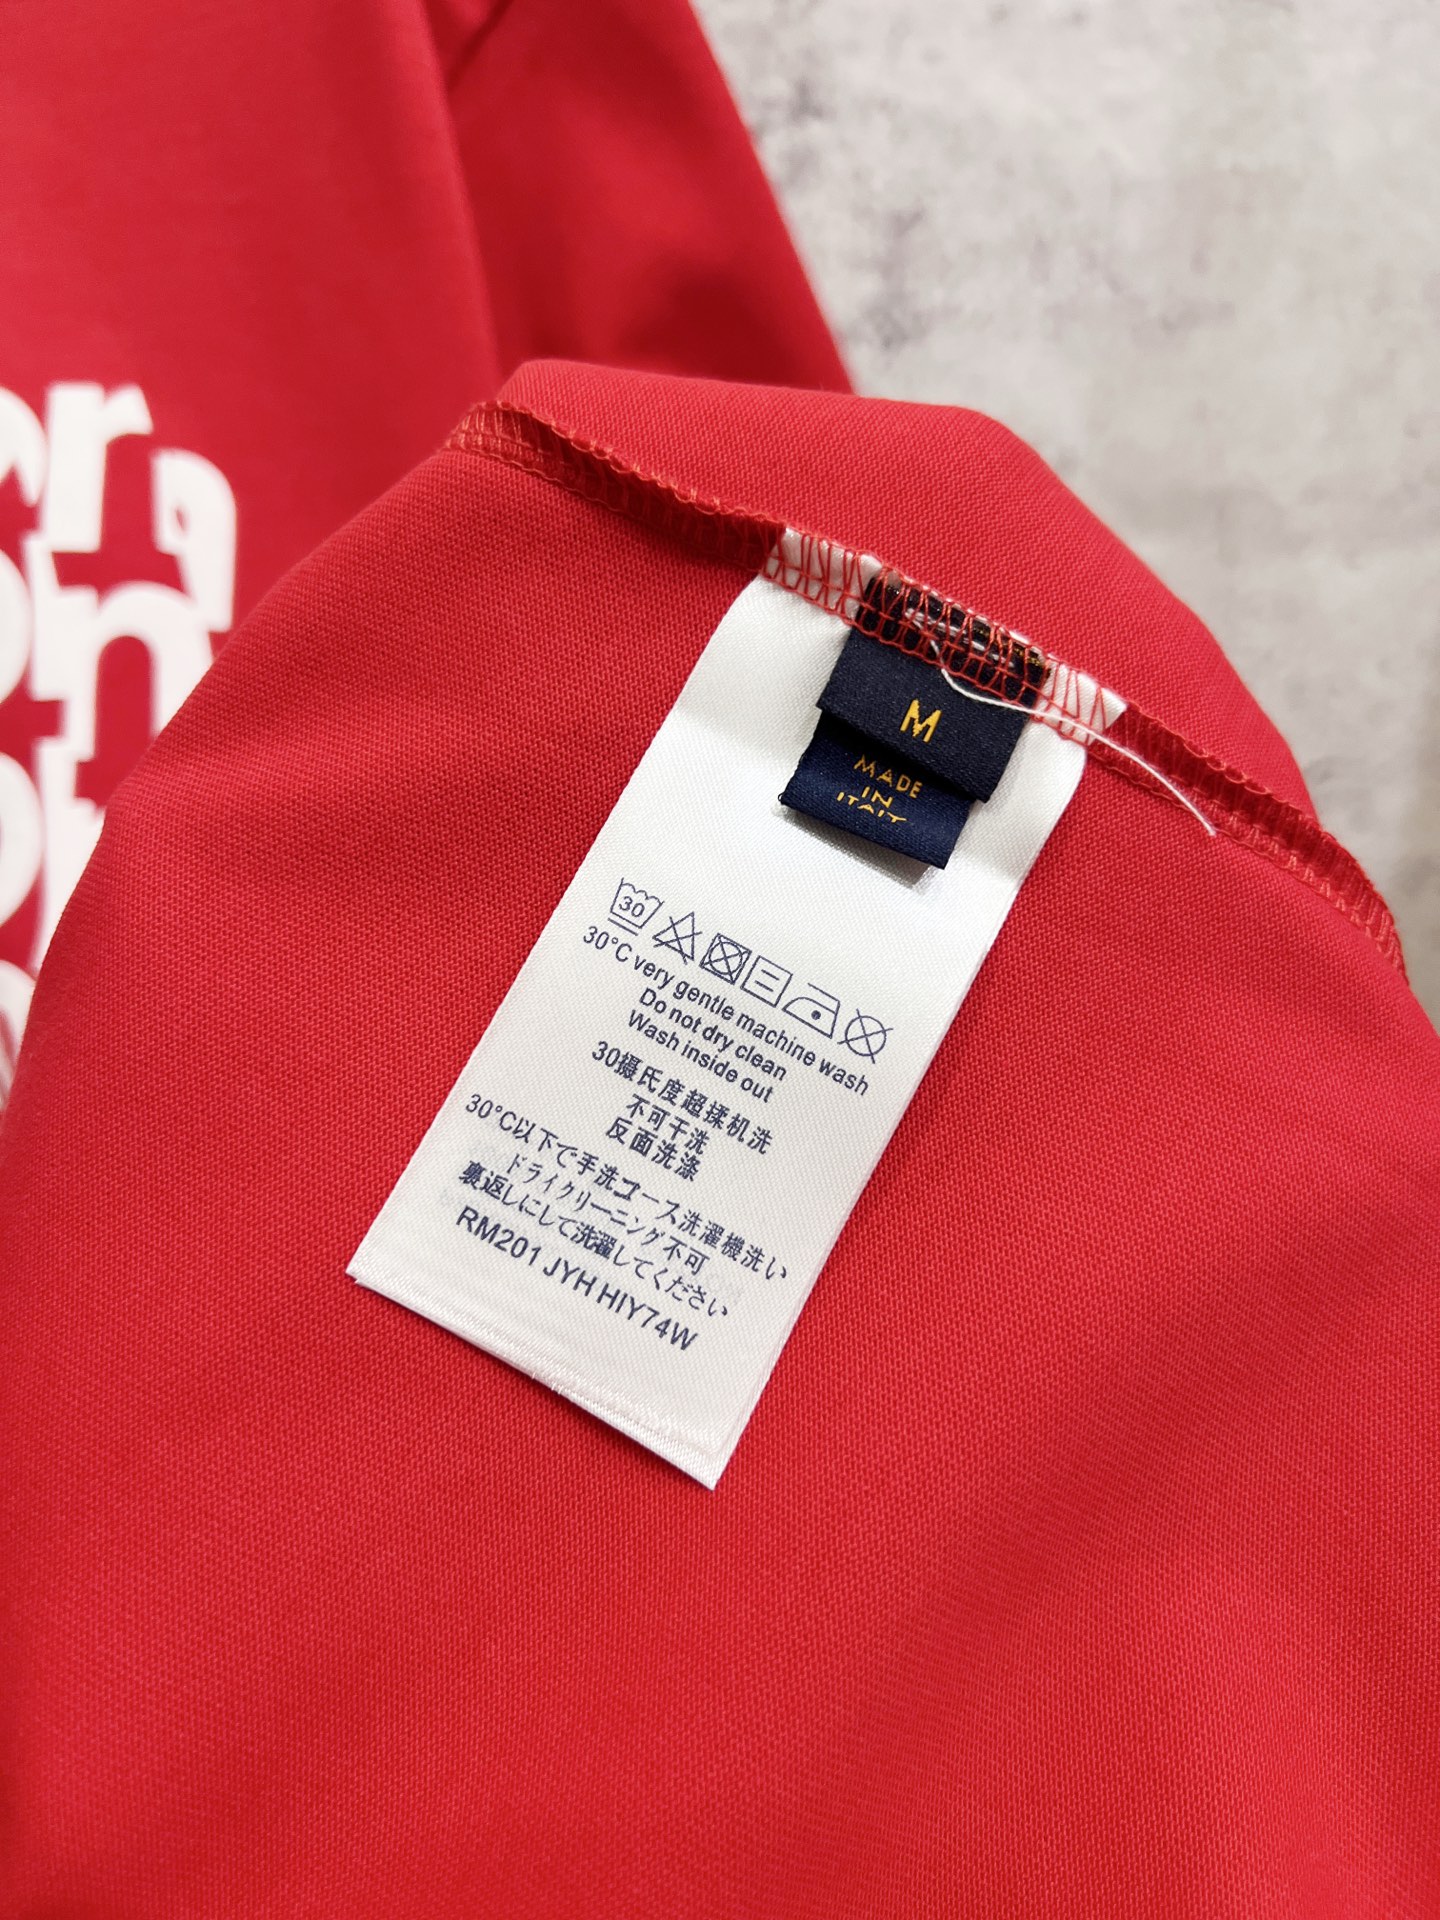 M
MADE
IN
ITALY
30
30°C very gentle machine wash
Do not dry clean
Wash inside out
30摄氏度超揉机洗
不可干洗
反面洗涤
30°C以下で手洗コース洗濯機洗い
ドライクリーニング不可
裏返しにして洗濯してください
RM201 JYH HIY74W